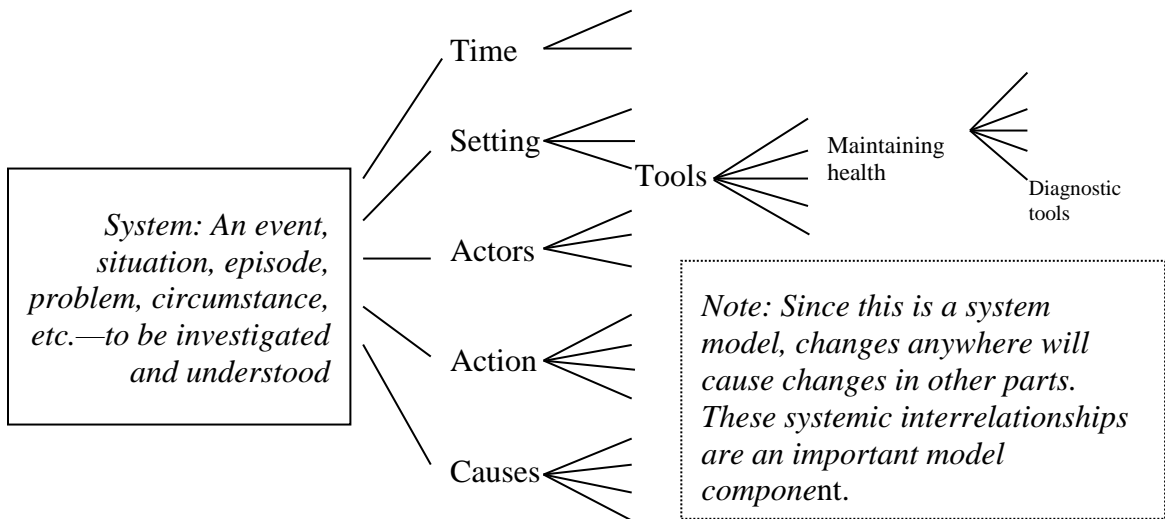 Time
Setting
Tools
Maintaining
health
Diagnostic
tools
System: An event,
situation, episode,
problem, circumstance,
etc.—to be investigated
and understood
Actors
Action
Causes
Note: Since this is a system
model, changes anywhere will
cause changes in other parts.
These systemic interrelationships
are an important model
component.